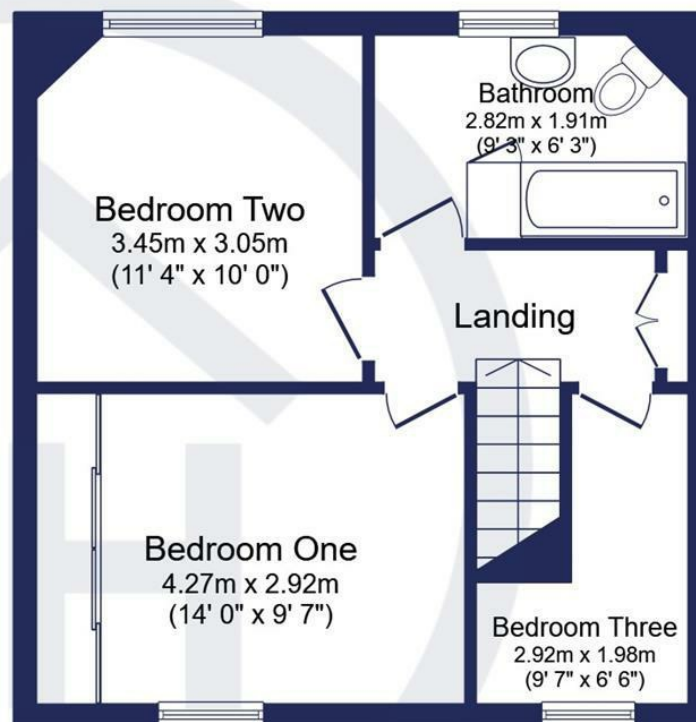 Bathroom
2.82m x 1.91m
(9' 3" x 6' 3")
Bedroom Two
3.45m x 3.05m
(11' 4" x 10' 0")
Landing
Bedroom One
4.27m x 2.92m
(14' 0" x 9' 7")
Bedroom Three
2.92m x 1.98m
(9' 7" x 6' 6")